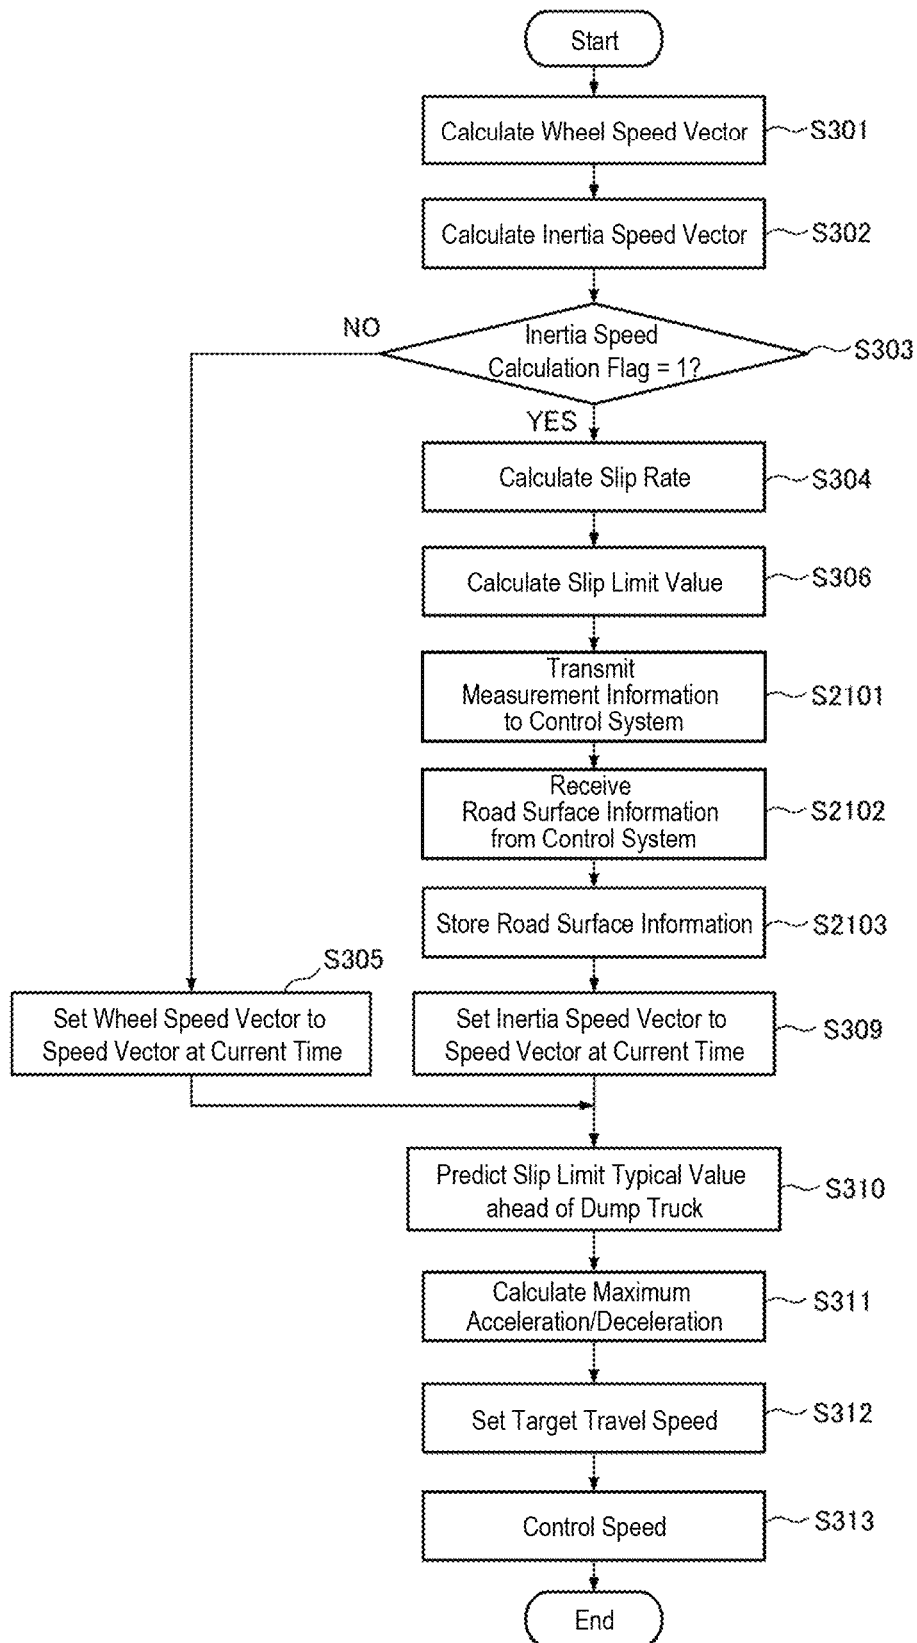 Start
Calculate Wheel Speed Vector
S301
Calculate Inertia Speed Vector
S302
NO
Inertia Speed
Calculation Flag = 1?
S303
YES
Calculate Slip Rate
S304
Calculate Slip Limit Value
S306
Transmit
Measurement Information
to Control System
S2101
Receive
Road Surface Information
from Control System
S2102
Store Road Surface Information
S2103
S305
Set Wheel Speed Vector to
Speed Vector at Current Time
Set Inertia Speed Vector to
Speed Vector at Current Time
S309
Predict Slip Limit Typical Value
ahead of Dump Truck
S310
Calculate Maximum
Acceleration/Deceleration
S311
Set Target Travel Speed
S312
Control Speed
S313
End